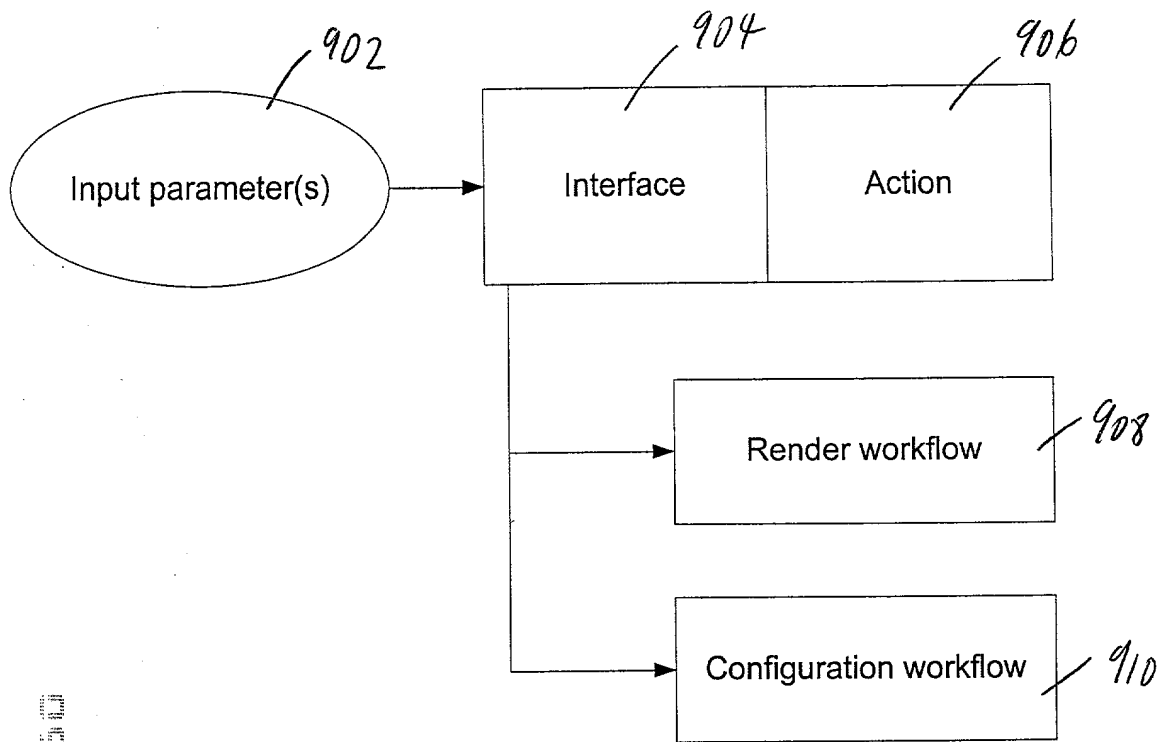 902
904
906
Input parameter(s)
Interface
Action
Render workflow
908
Configuration workflow
910